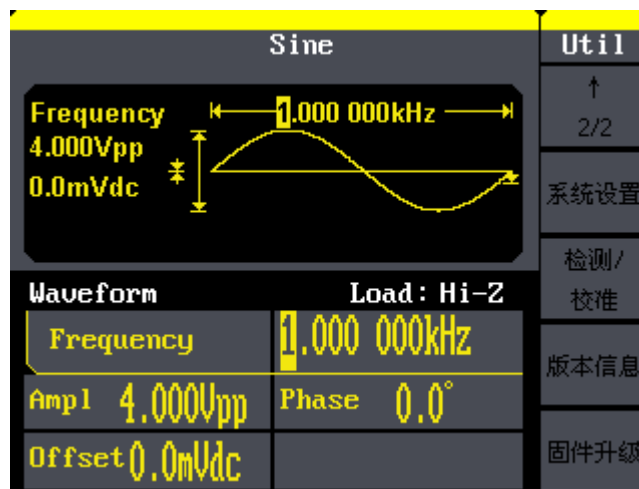 Sine
Util
Frequency
1.000 000kHz
4.000Vpp
0.0mVdc
↑
2/2
系统设置
检测/
校准
版本信息
固件升级
Waveform
Load: Hi-Z
Frequency
1.000 000kHz
Ampl 4.000Vpp
Phase 0.0°
Offset 0.0mVdc